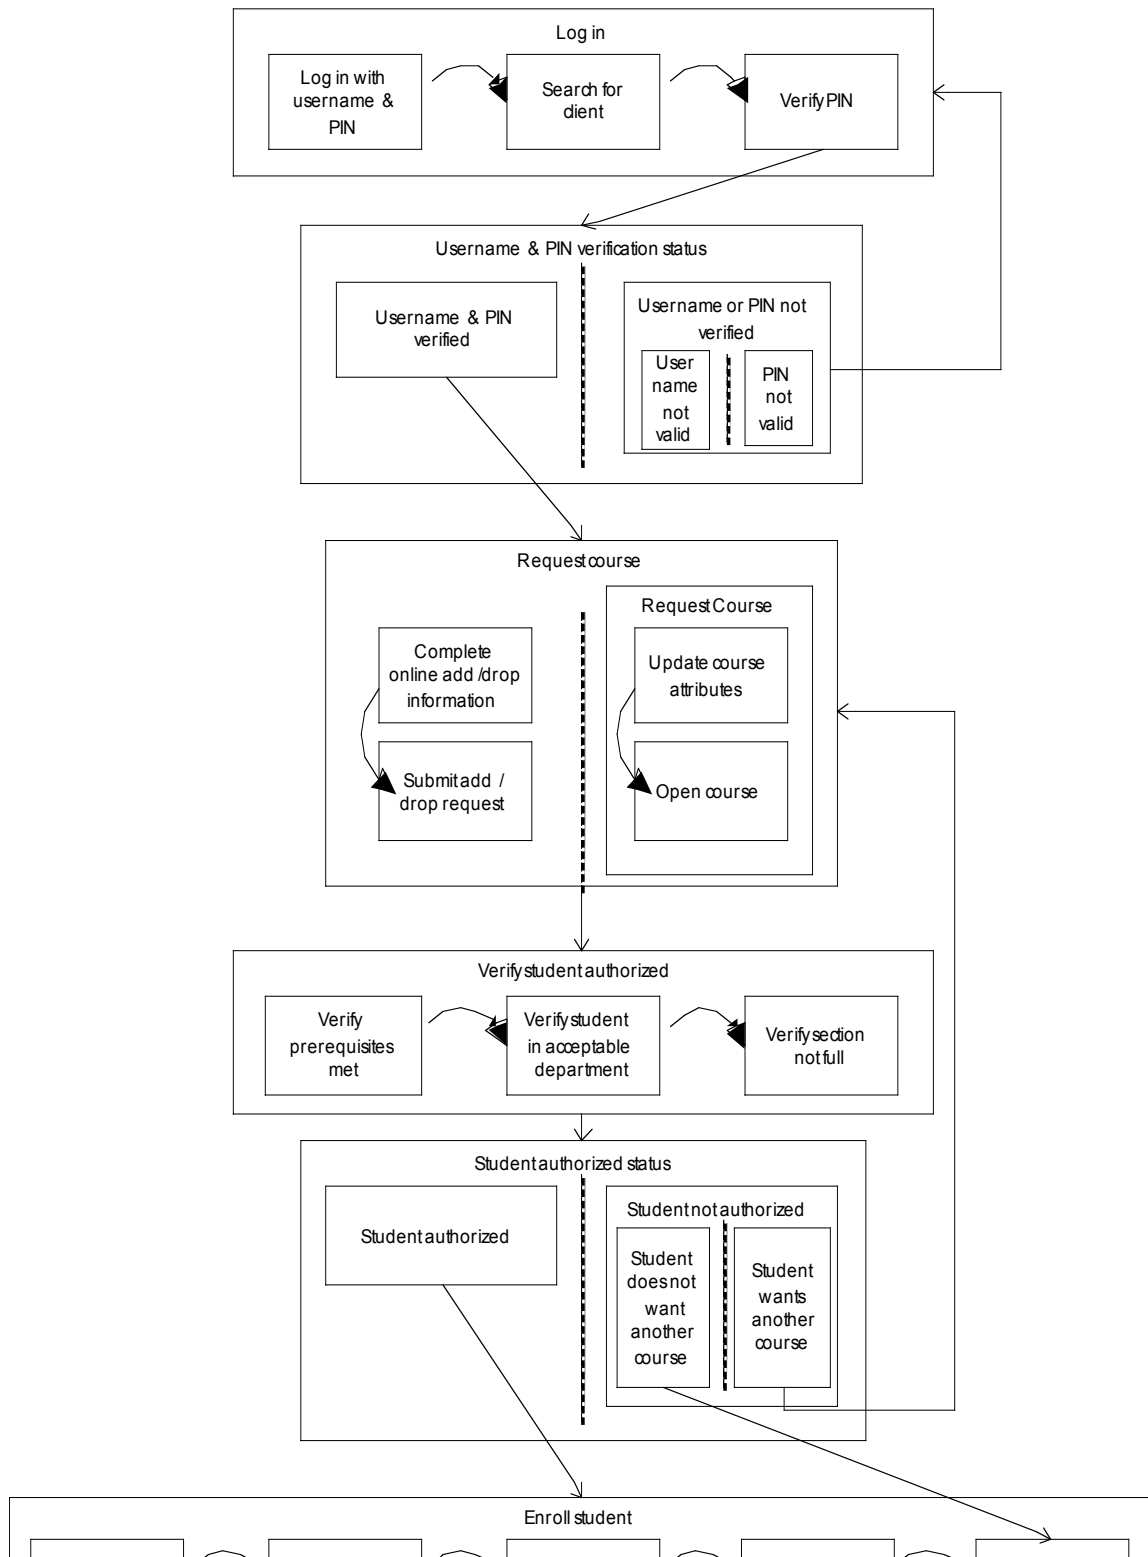 Log in
Log in with
username &
PIN
Search for
client
Verify PIN
Username & PIN verification status
Username & PIN
verified
Username or PIN not
verified
User
name
not
valid
PIN
not
valid
Request course
Complete
online add /drop
information
Submit add /
drop request
Request Course
Update course
attributes
Open course
Verify student authorized
Verify
prerequisites
met
Verify student
in acceptable
department
Verify section
not full
Student authorized status
Student authorized
Student not authorized
Student
does not
want
another
course
Student
wants
another
course
Enroll student